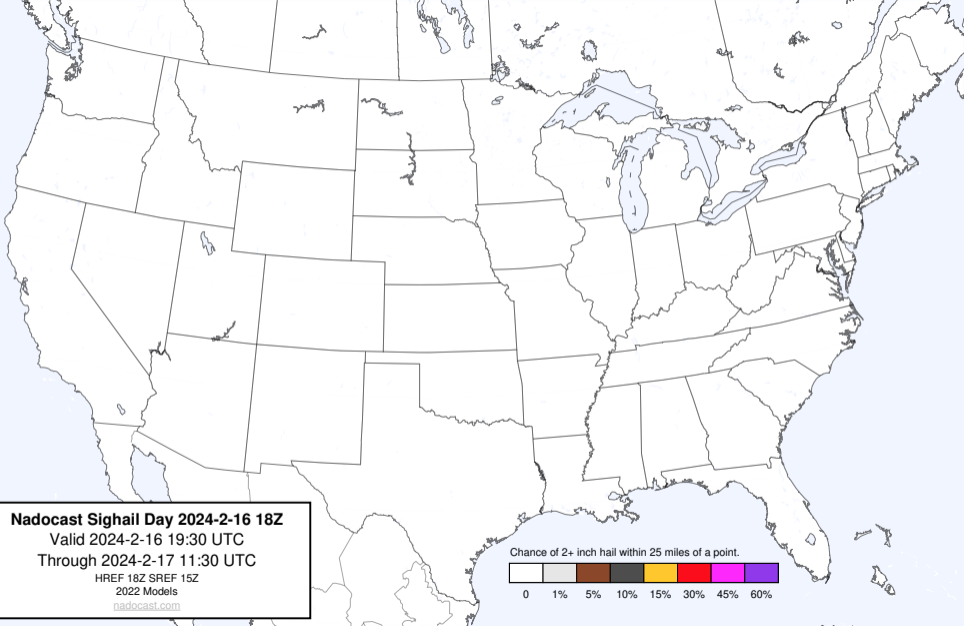 Nadocast Sighail Day 2024-2-16 18Z
Valid 2024-2-16 19:30 UTC
Through 2024-2-17 11:30 UTC
HREF 18Z SREF 15Z
2022 Models
nadocast.com
Chance of 2+ inch hail within 25 miles of a point.
0 1% 5% 10% 15% 30% 45% 60%